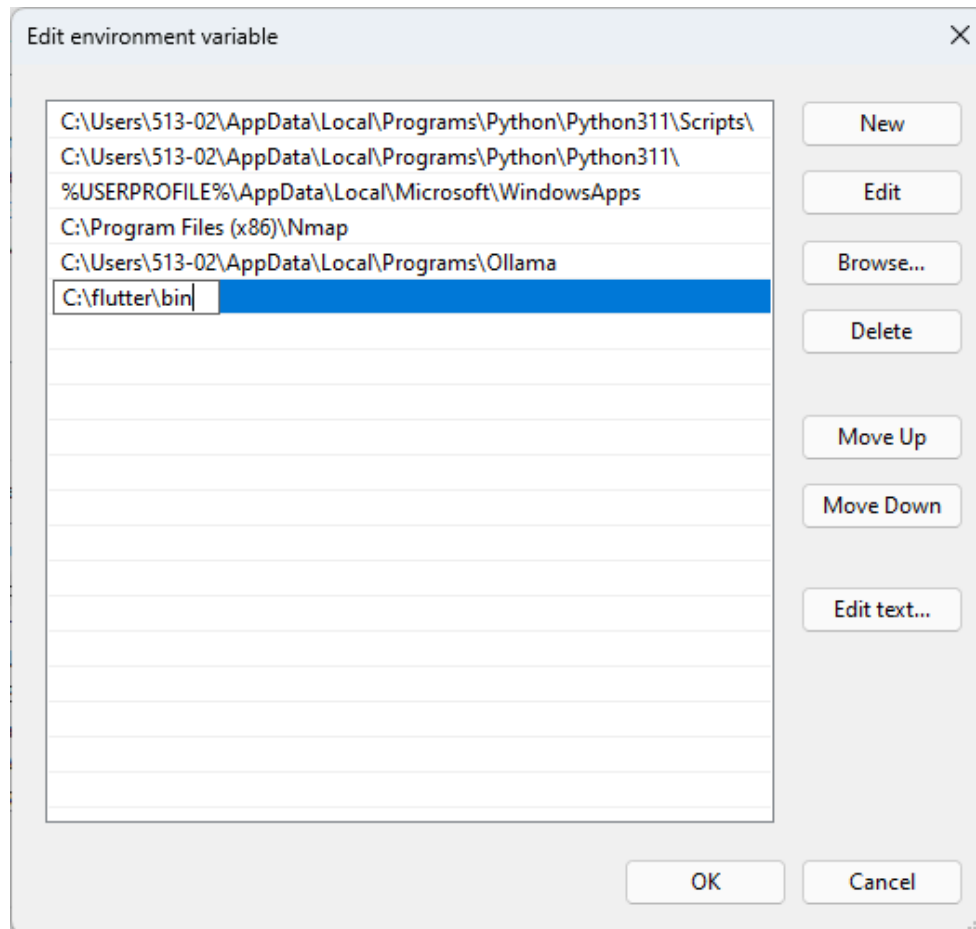 Edit environment variable
C:\Users\513-02\AppData\Local\Programs\Python\Python311\Scripts\
C:\Users\513-02\AppData\Local\Programs\Python\Python311\
%USERPROFILE%\AppData\Local\Microsoft\WindowsApps
C:\Program Files (x86)\Nmap
C:\Users\513-02\AppData\Local\Programs\Ollama
C:\flutter\bin
New
Edit
Browse...
Delete
Move Up
Move Down
Edit text...
OK
Cancel